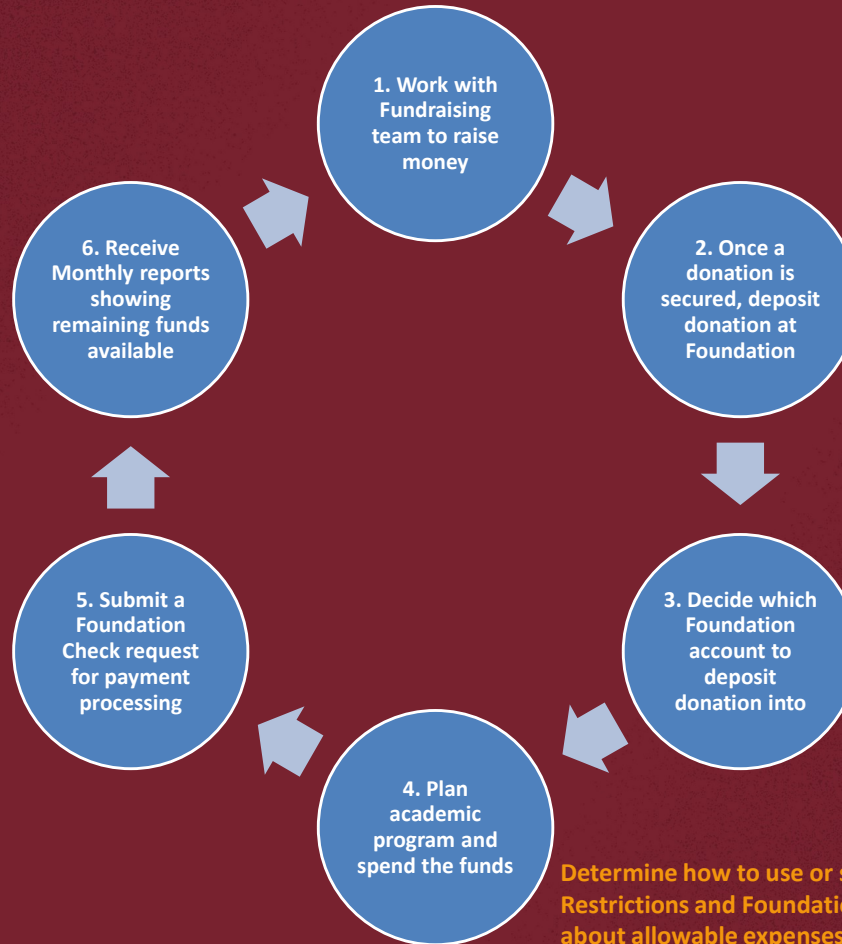 1. Work with
Fundraising
team to raise
money
2. Once a
donation is
secured, deposit
donation at
Foundation
3. Decide which
Foundation
account to
deposit
donation into
4. Plan
academic
program and
spend the funds
5. Submit a
Foundation
Check request
for payment
processing
6. Receive
Monthly reports
showing
remaining funds
available
Determine how to use or
Restrictions and
about allowable expenses